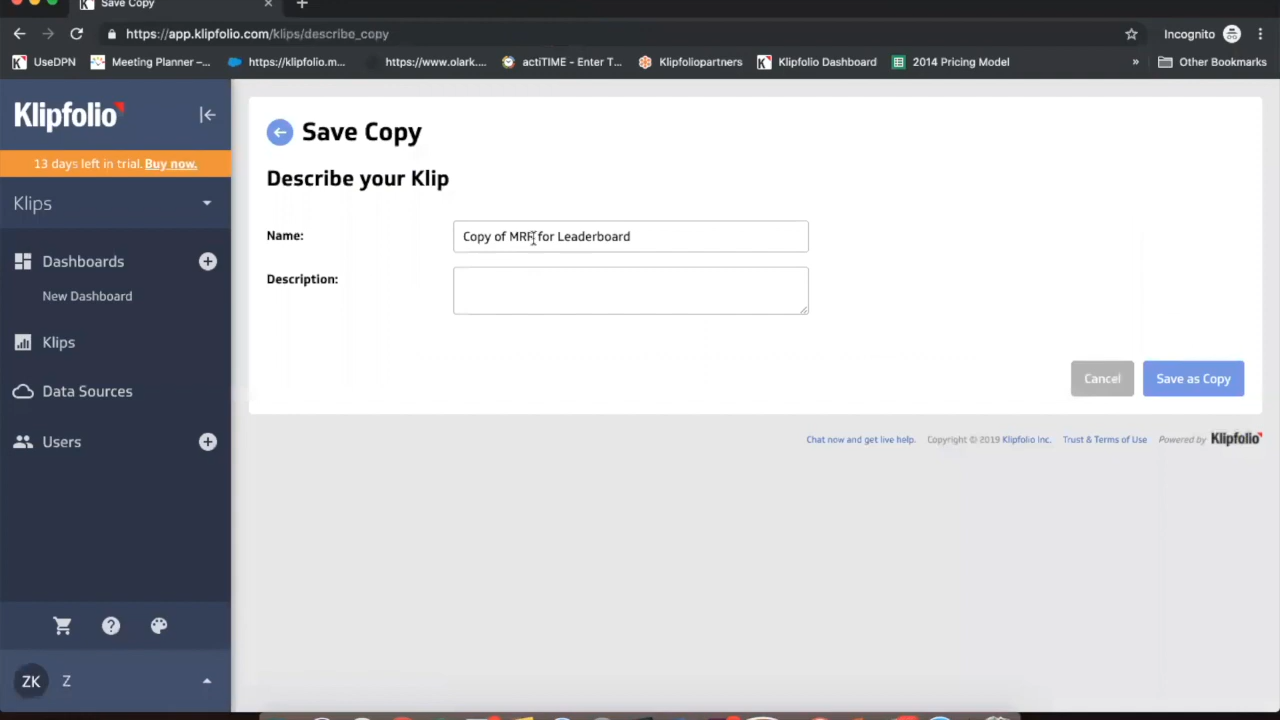 Save Copy
https://app.klipfolio.com/klips/describe_copy
Incognito
UseDPN
Meeting Planner –...
https://klipfolio.m...
https://www.olark....
actiTIME - Enter T...
Klipfoliopartners
Klipfolio Dashboard
2014 Pricing Model
»
Other Bookmarks
Klipfolio
13 days left in trial. Buy now.
Klips
Dashboards
New Dashboard
Klips
Data Sources
Users
ZK
Z
Save Copy
Describe your Klip
Name:
Copy of MRR for Leaderboard
Description:
Cancel
Save as Copy
Chat now and get live help. Copyright © 2019 Klipfolio Inc. Trust & Terms of Use Powered by Klipfolio